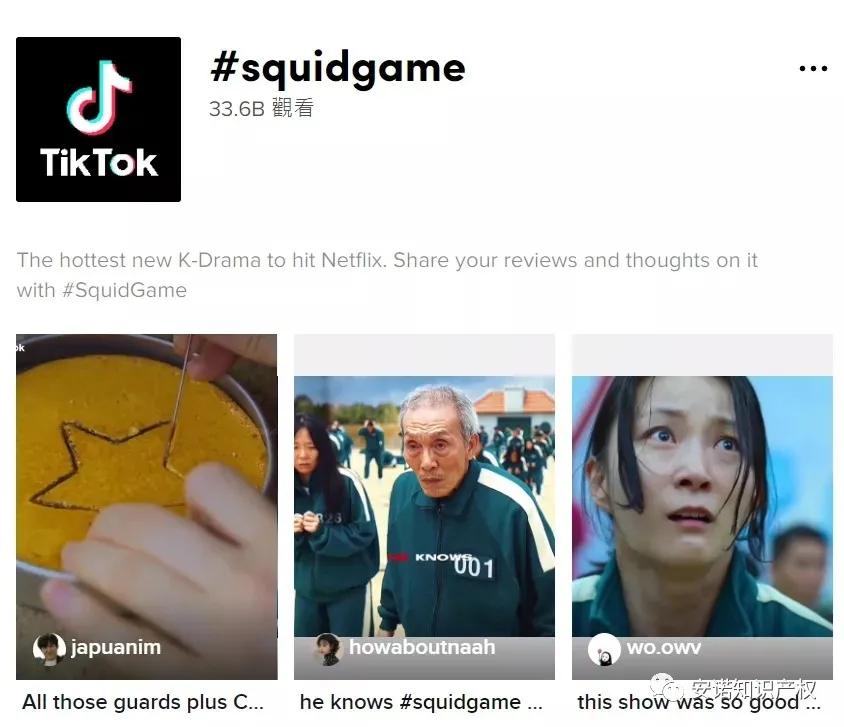 TikTok
#squidgame
33.6B 觀看
The hottest new K-Drama to hit Netflix. Share your reviews and thoughts on it
with #SquidGame
ok
KNOWS
001
japuanim
howaboutnaah
wo.owv
安诺知识产权
All those guards plus C...
he knows #squidgame ...
this show was so good ...